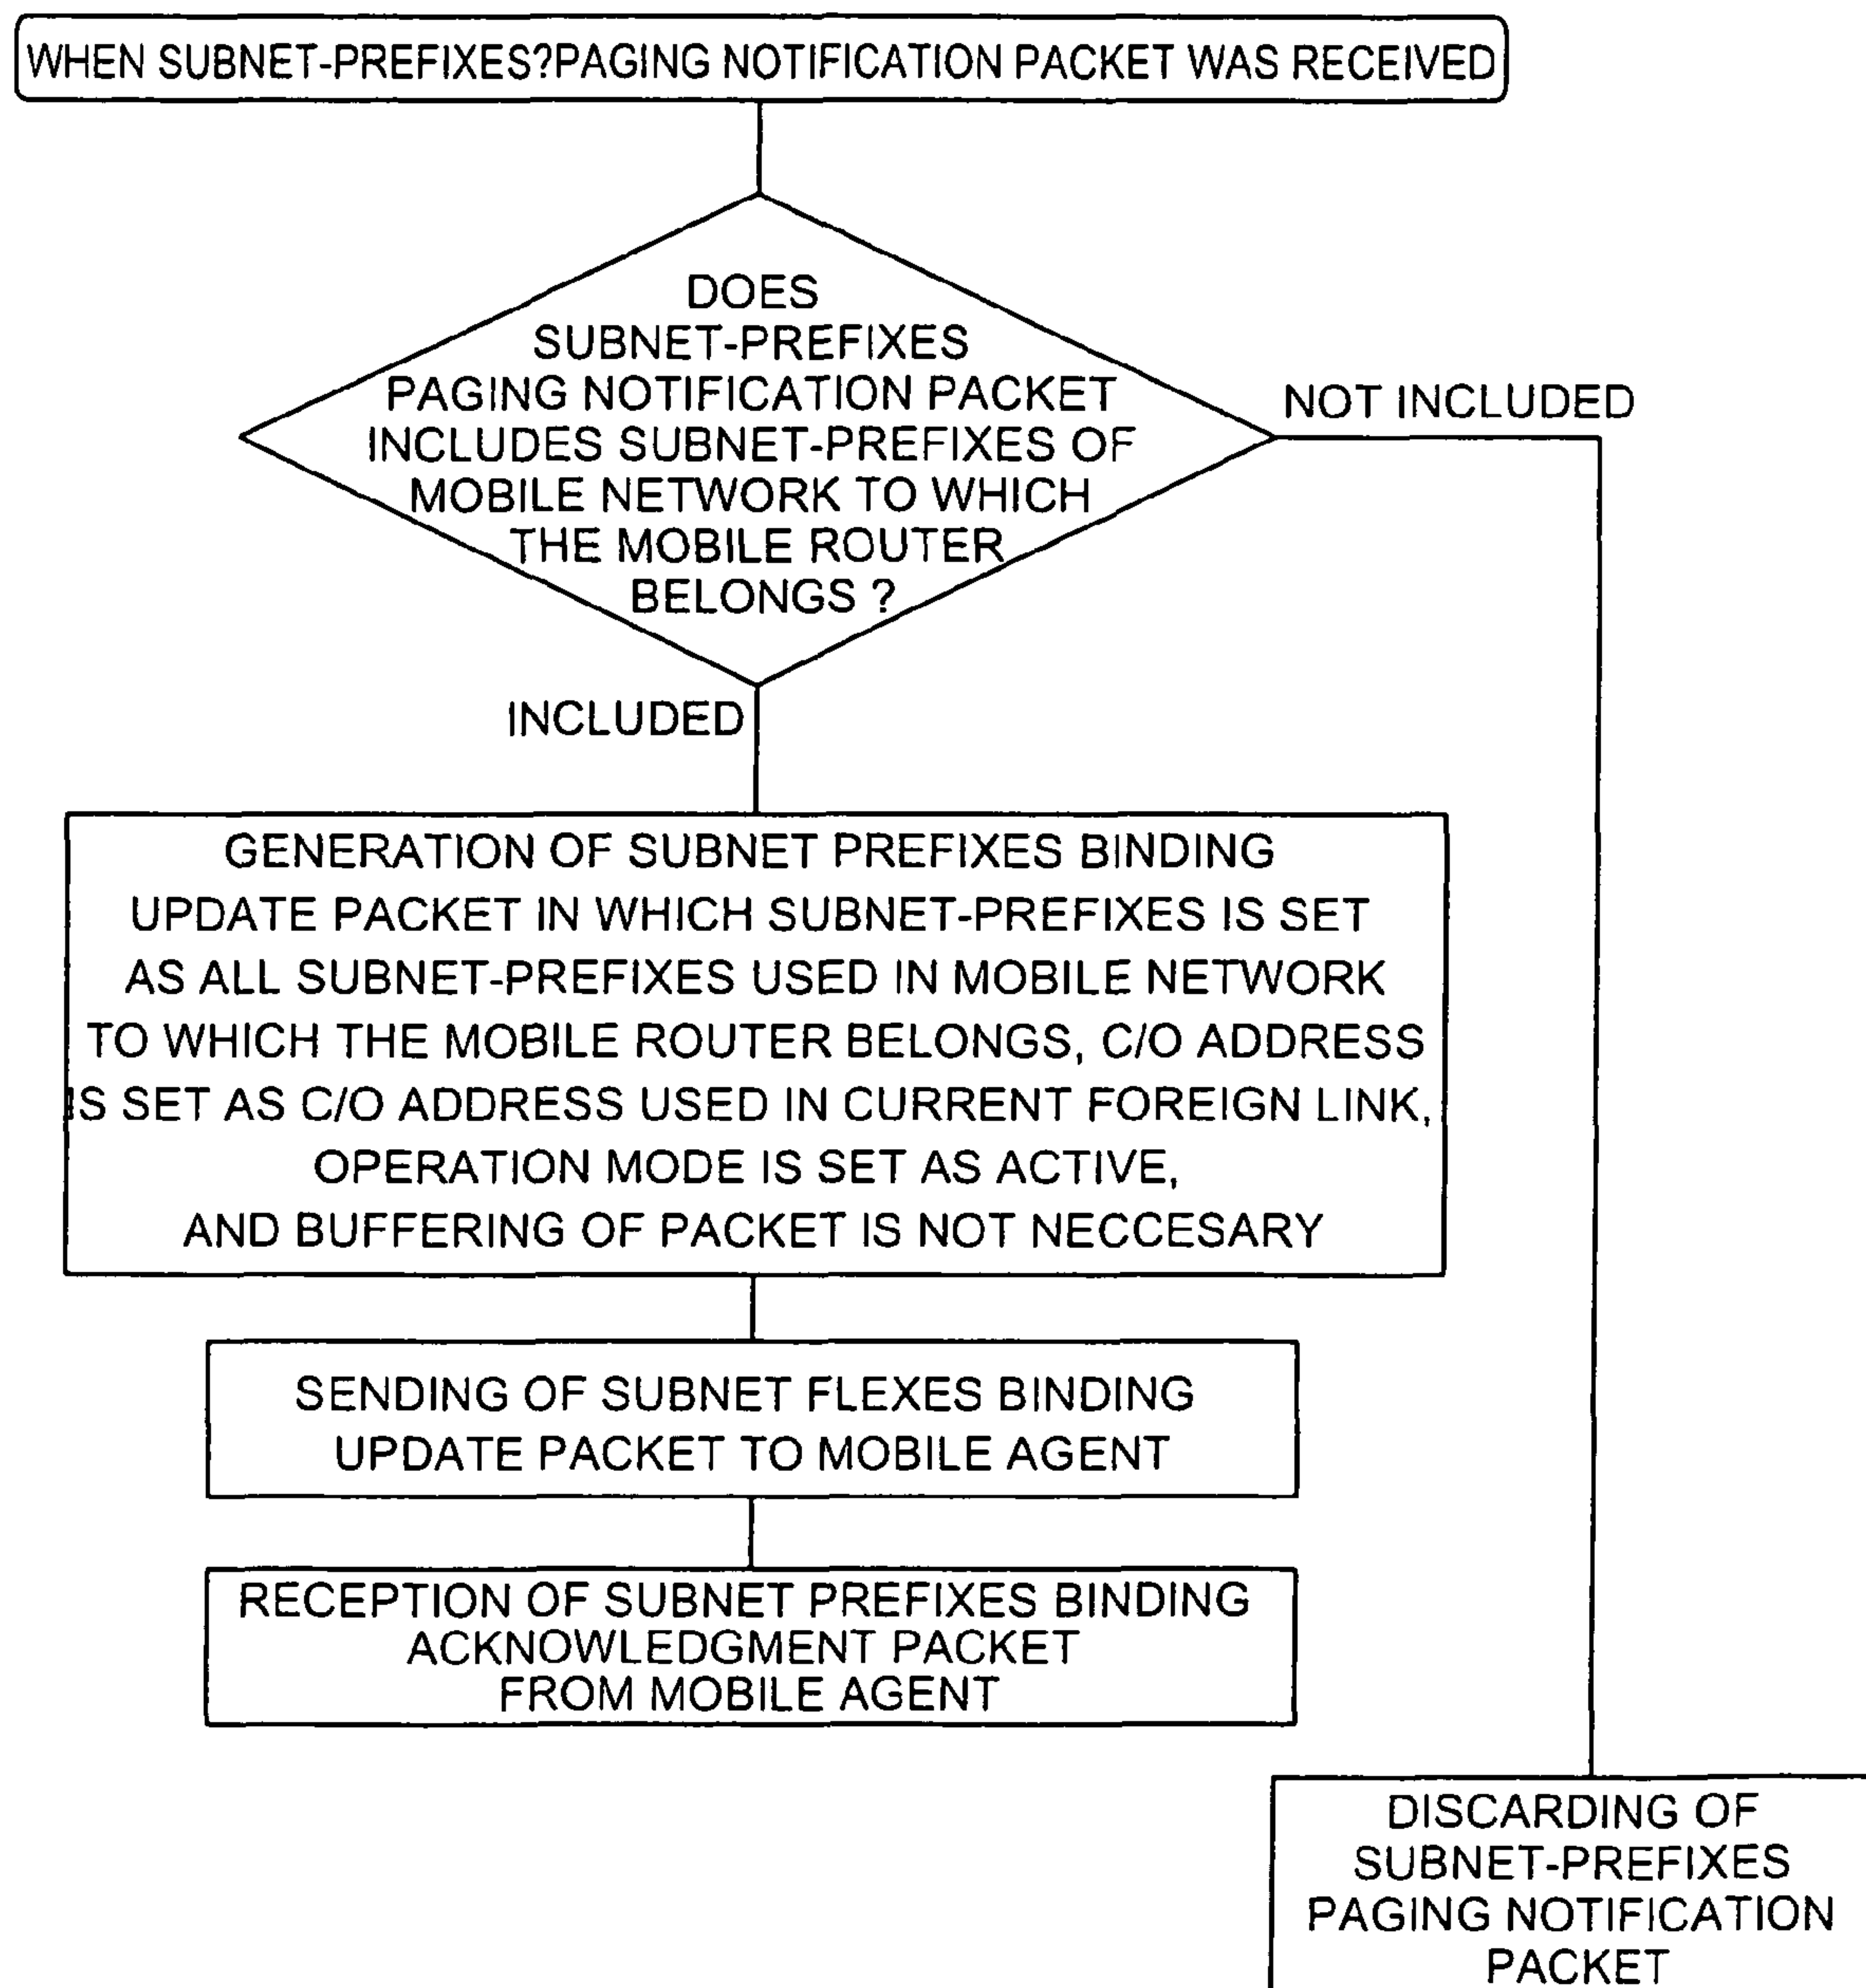 WHEN SUBNET-PREFIXES?PAGING NOTIFICATION PACKET WAS RECEIVED
DOES
SUBNET-PREFIXES
PAGING NOTIFICATION PACKET
INCLUDES SUBNET-PREFIXES OF
MOBILE NETWORK TO WHICH
THE MOBILE ROUTER
BELONGS ?
NOT INCLUDED
INCLUDED
GENERATION OF SUBNET PREFIXES BINDING
UPDATE PACKET IN WHICH SUBNET-PREFIXES IS SET
AS ALL SUBNET-PREFIXES USED IN MOBILE NETWORK
TO WHICH THE MOBILE ROUTER BELONGS, C/O ADDRESS
IS SET AS C/O ADDRESS USED IN CURRENT FOREIGN LINK,
OPERATION MODE IS SET AS ACTIVE,
AND BUFFERING OF PACKET IS NOT NECCESARY
SENDING OF SUBNET FLEXES BINDING
UPDATE PACKET TO MOBILE AGENT
RECEPTION OF SUBNET PREFIXES BINDING
ACKNOWLEDGMENT PACKET
FROM MOBILE AGENT
DISCARDING OF
SUBNET-PREFIXES
PAGING NOTIFICATION
PACKET